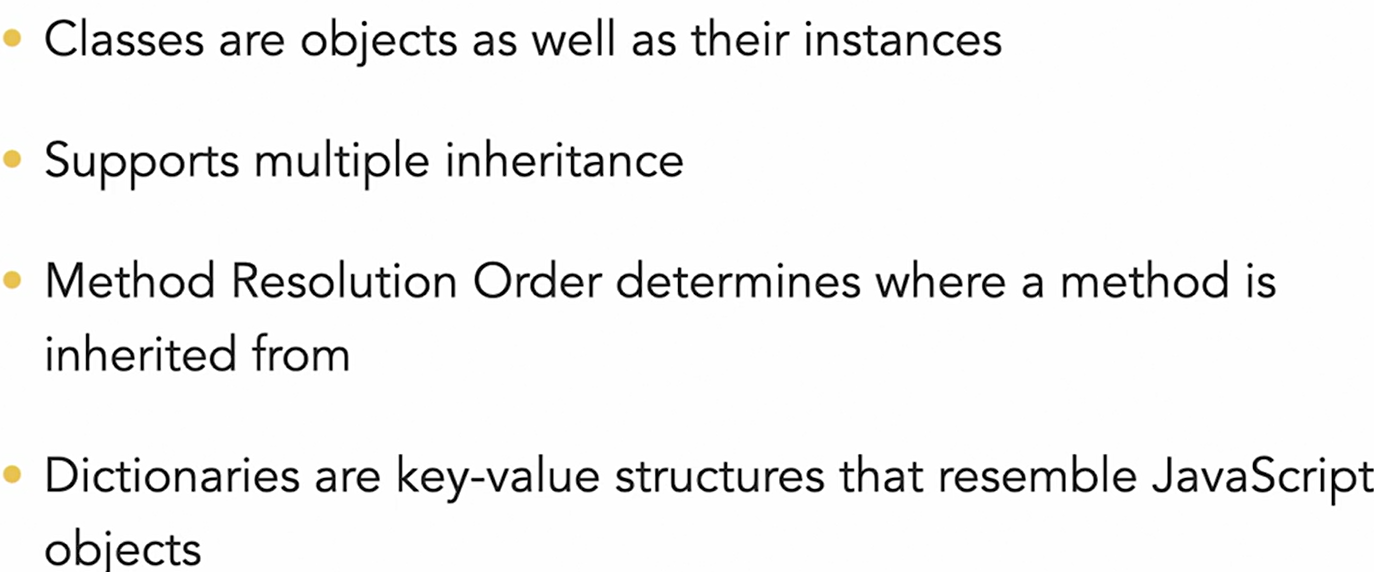 • Classes are objects as well as their instances
• Supports multiple inheritance
• Method Resolution Order determines where a method is
inherited from
• Dictionaries are key-value structures that resemble JavaScript
objects